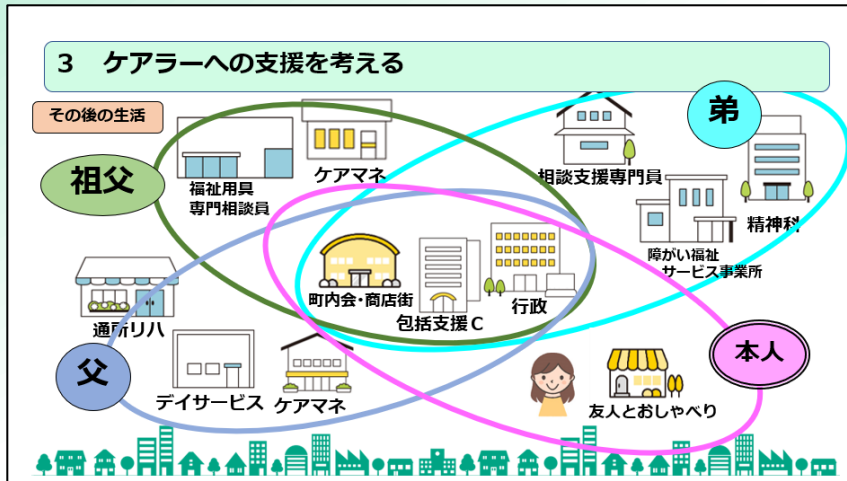 3 ケアラーへの支援を考える
その後の生活
弟
祖父
福祉用具
専門相談員
ケアマネ
相談支援専門員
精神科
障がい福祉
サービス事業所
町内会・商店街
包括支援C
行政
通所リハ
父
デイサービス
ケアマネ
本人
友人とおしゃべり